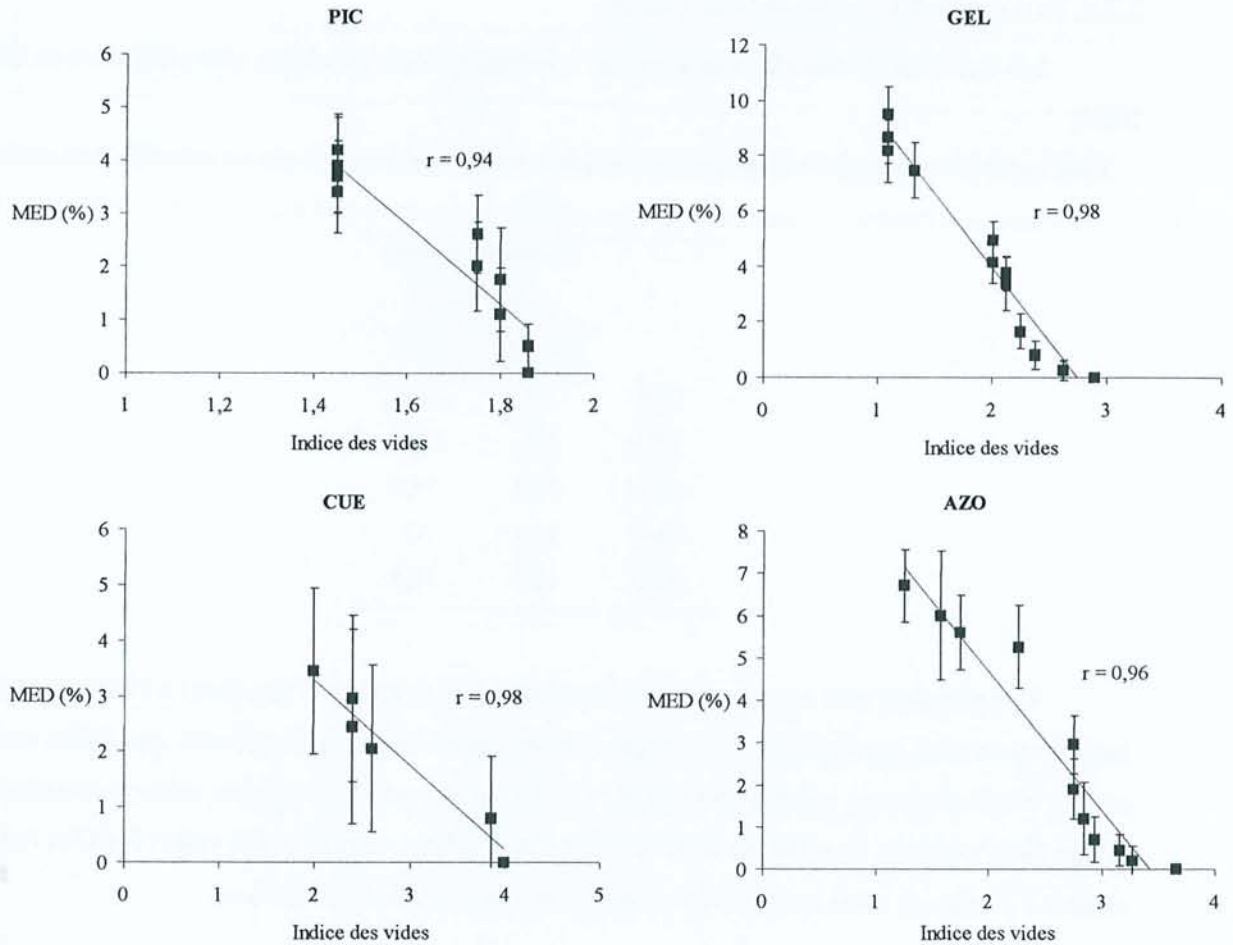 PIC
6
5
4
3
2
1
0
MED (%)
r = 0,94
1 1,2 1,4 1,6 1,8 2
Indice des vides
GEL
12
10
8
6
4
2
0
MED (%)
r = 0,98
0 1 2 3 4
Indice des vides
CUE
6
5
4
3
2
1
0
MED (%)
r = 0,98
0 1 2 3 4 5
Indice des vides
AZO
8
7
6
5
4
3
2
1
0
MED (%)
r = 0,96
0 1 2 3 4
Indice des vides